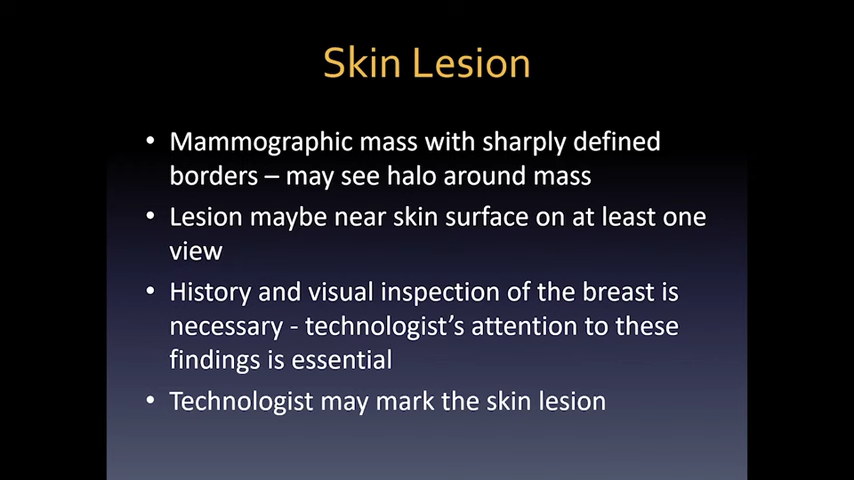 Skin Lesion
• Mammographic mass with sharply defined
borders – may see halo around mass
• Lesion maybe near skin surface on at least one
view
• History and visual inspection of the breast is
necessary - technologist's attention to these
findings is essential
• Technologist may mark the skin lesion